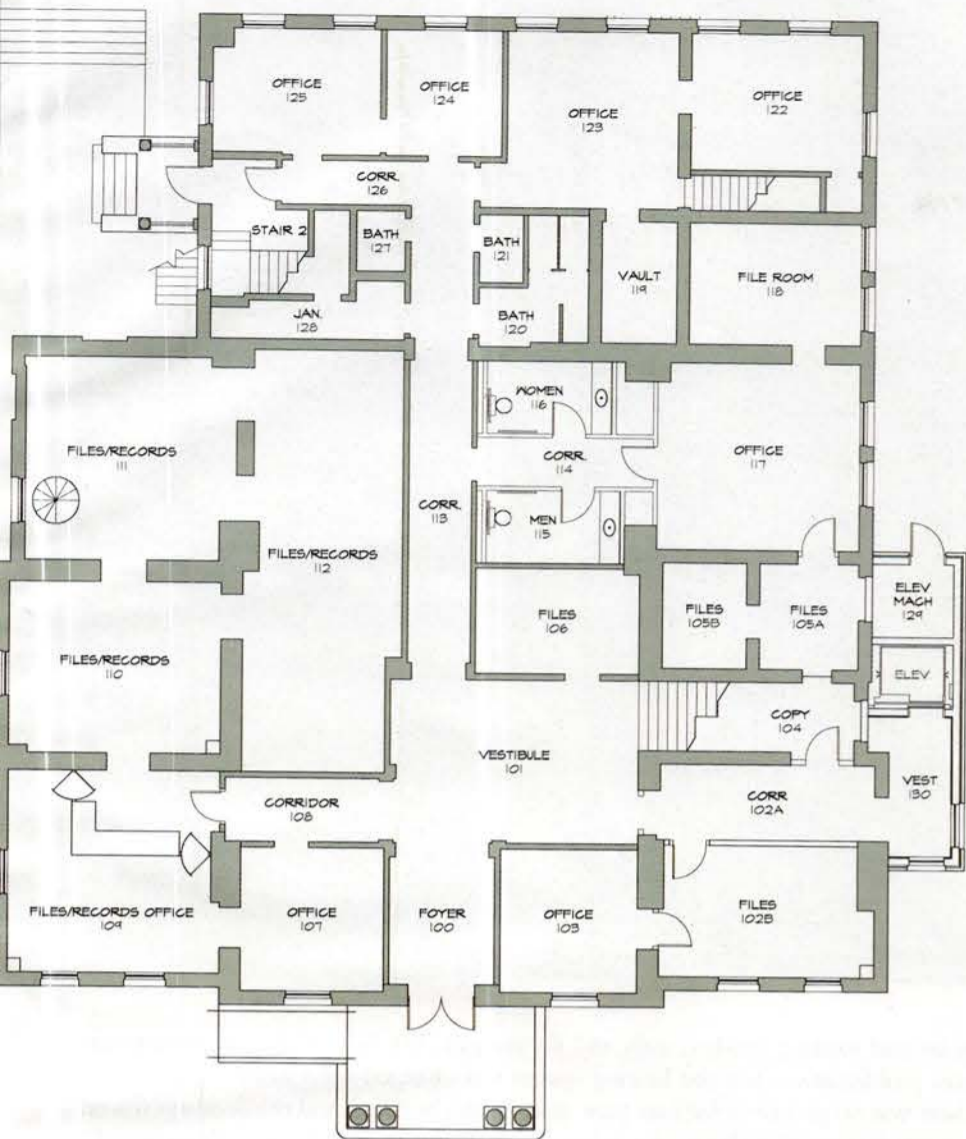 OFFICE
125
OFFICE
124
OFFICE
123
OFFICE
122
CORR.
126
STAIR 2
BATH
127
BATH
121
VAULT
119
FILE ROOM
118
JAN.
128
BATH
120
WOMEN
116
FILES/RECORDS
111
CORR.
114
OFFICE
117
CORR.
113
MEN
115
FILES/RECORDS
112
FILES
106
FILES
105B
FILES
105A
ELEV
MACH
129
FILES/RECORDS
110
ELEV
COPY
104
VESTIBULE
101
VEST
130
CORRIDOR
108
CORR
102A
FILES/RECORDS OFFICE
109
OFFICE
107
FOYER
100
OFFICE
103
FILES
102B